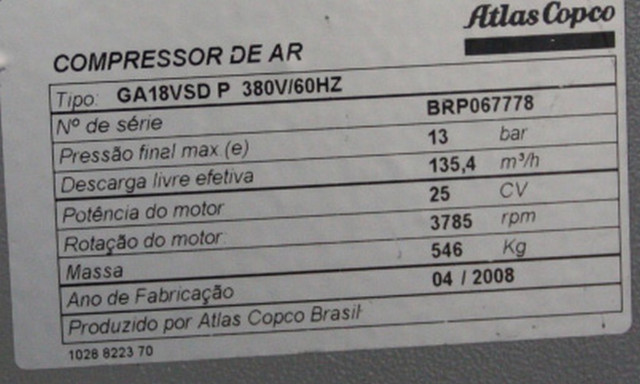 Atlas Copco
COMPRESSOR DE AR
Tipo: GA18VSD P 380V/60HZ
Nº de série BRP067778
Pressão final max.(e) 13 bar
Descarga livre efetiva 135,4 m³/h
Potência do motor 25 CV
Rotação do motor: 3785 rpm
Massa 546 Kg
Ano de Fabricação 04 / 2008
Produzido por Atlas Copco Brasil
1028 8223 70